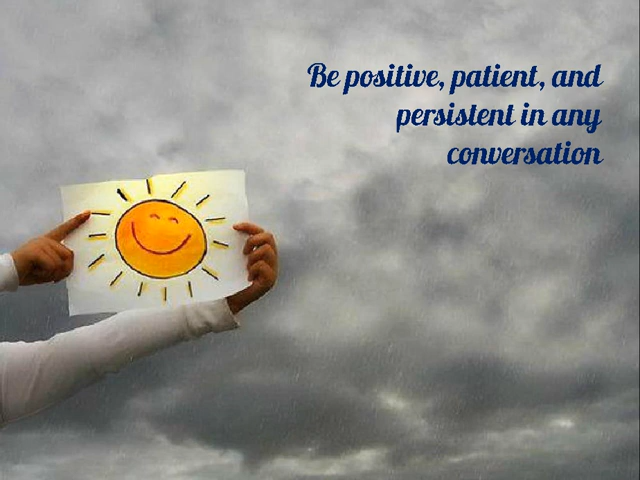 Be positive, patient, and
persistent in any
conversation